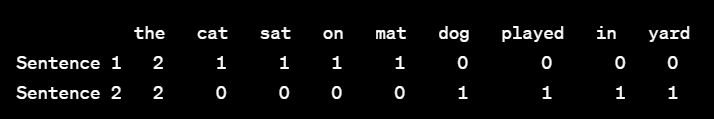 the cat sat on mat dog played in yard
Sentence 1 2 1 1 1 1 0 0 0 0
Sentence 2 2 0 0 0 0 1 1 1 1